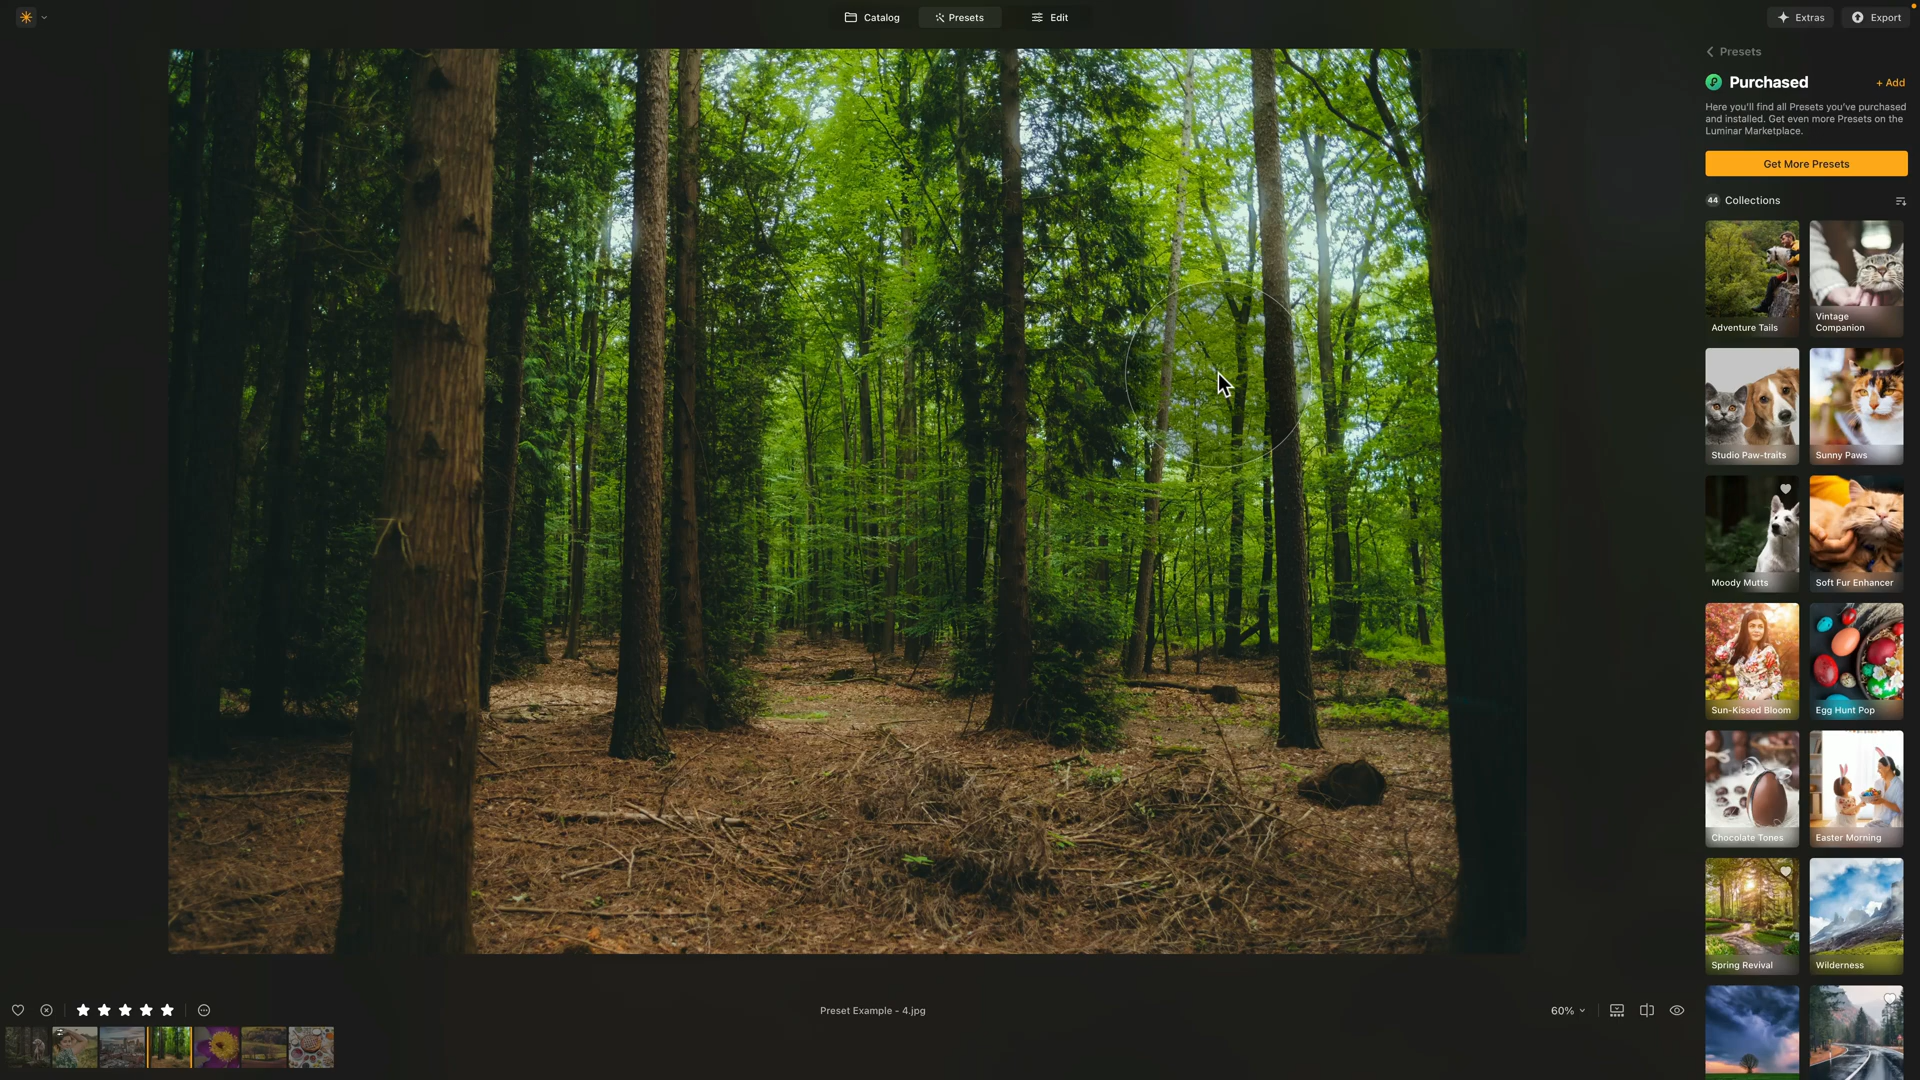 Catalog
Presets
Edit
Extras
Export
Presets
Purchased
+ Add
Here you'll find all Presets you've purchased
and installed. Get even more Presets on the
Luminar Marketplace.
Get More Presets
44 Collections
Adventure Tails
Vintage
Companion
Studio Paw-traits
Sunny Paws
Moody Mutts
Soft Fur Enhancer
Sun-Kissed Bloom
Egg Hunt Pop
Chocolate Tones
Easter Morning
Spring Revival
Wilderness
Preset Example - 4.jpg
60%